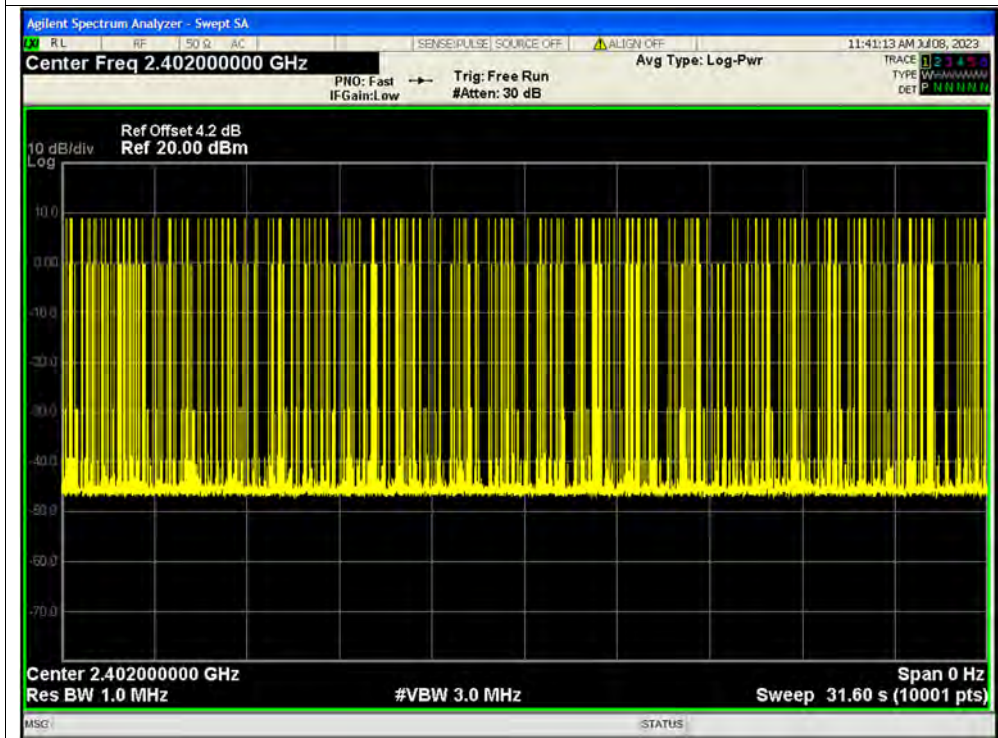 Agilent Spectrum Analyzer - Swept SA
LXI RL RF 50 Ω AC SENSE:PULSE SOURCE OFF ALIGN OFF 11:41:13 AM Jul 08, 2023
Center Freq 2.402000000 GHz
Avg Type: Log-Pwr
TRACE 1 2 3 4 5 6
PNO: Fast Trig: Free Run
TYPE W
IFGain:Low #Atten: 30 dB
DET P N N N N N
Ref Offset 4.2 dB
10 dB/div Ref 20.00 dBm
Log
10.0
0.00
-10.0
-20.0
-30.0
-40.0
-50.0
-60.0
-70.0
Center 2.402000000 GHz Span 0 Hz
Res BW 1.0 MHz #VBW 3.0 MHz Sweep 31.60 s (10001 pts)
MSG STATUS